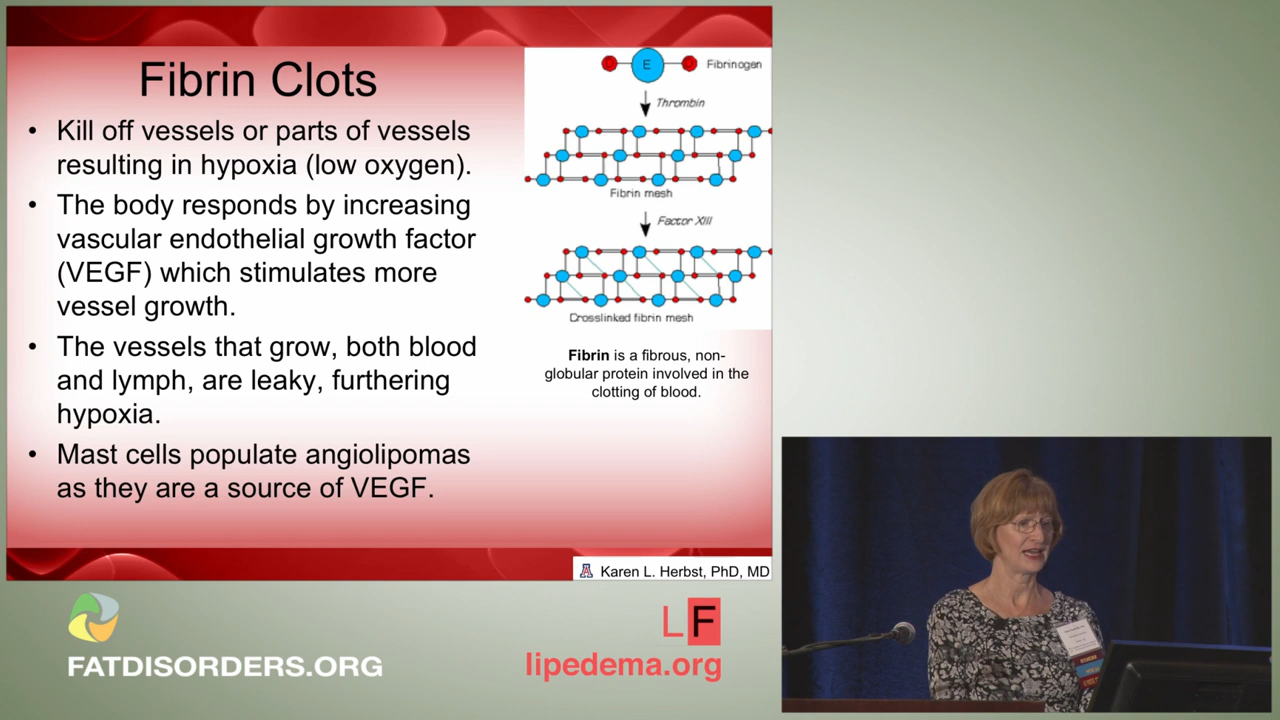 Fibrin Clots
• Kill off vessels or parts of vessels
resulting in hypoxia (low oxygen).
• The body responds by increasing
vascular endothelial growth factor
(VEGF) which stimulates more
vessel growth.
• The vessels that grow, both blood
and lymph, are leaky, furthering
hypoxia.
• Mast cells populate angiolipomas
as they are a source of VEGF.
E
Fibrinogen
Thrombin
Fibrin mesh
Factor XIII
Crosslinked fibrin mesh
Fibrin is a fibrous, non-
globular protein involved in the
clotting of blood.
A Karen L. Herbst, PhD, MD
FATDISORDERS.ORG
LF
lipedema.org